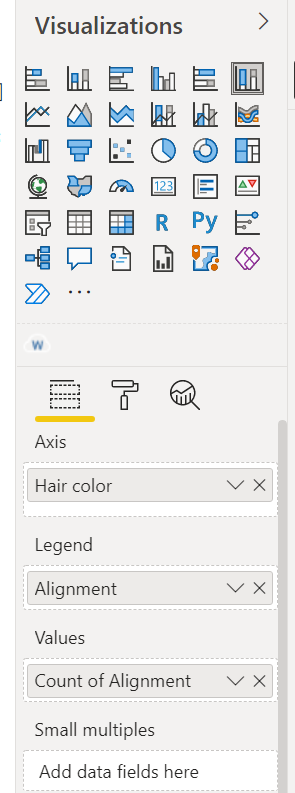 Visualizations
123
R
Py
W
Axis
Hair color
Legend
Alignment
Values
Count of Alignment
Small multiples
Add data fields here